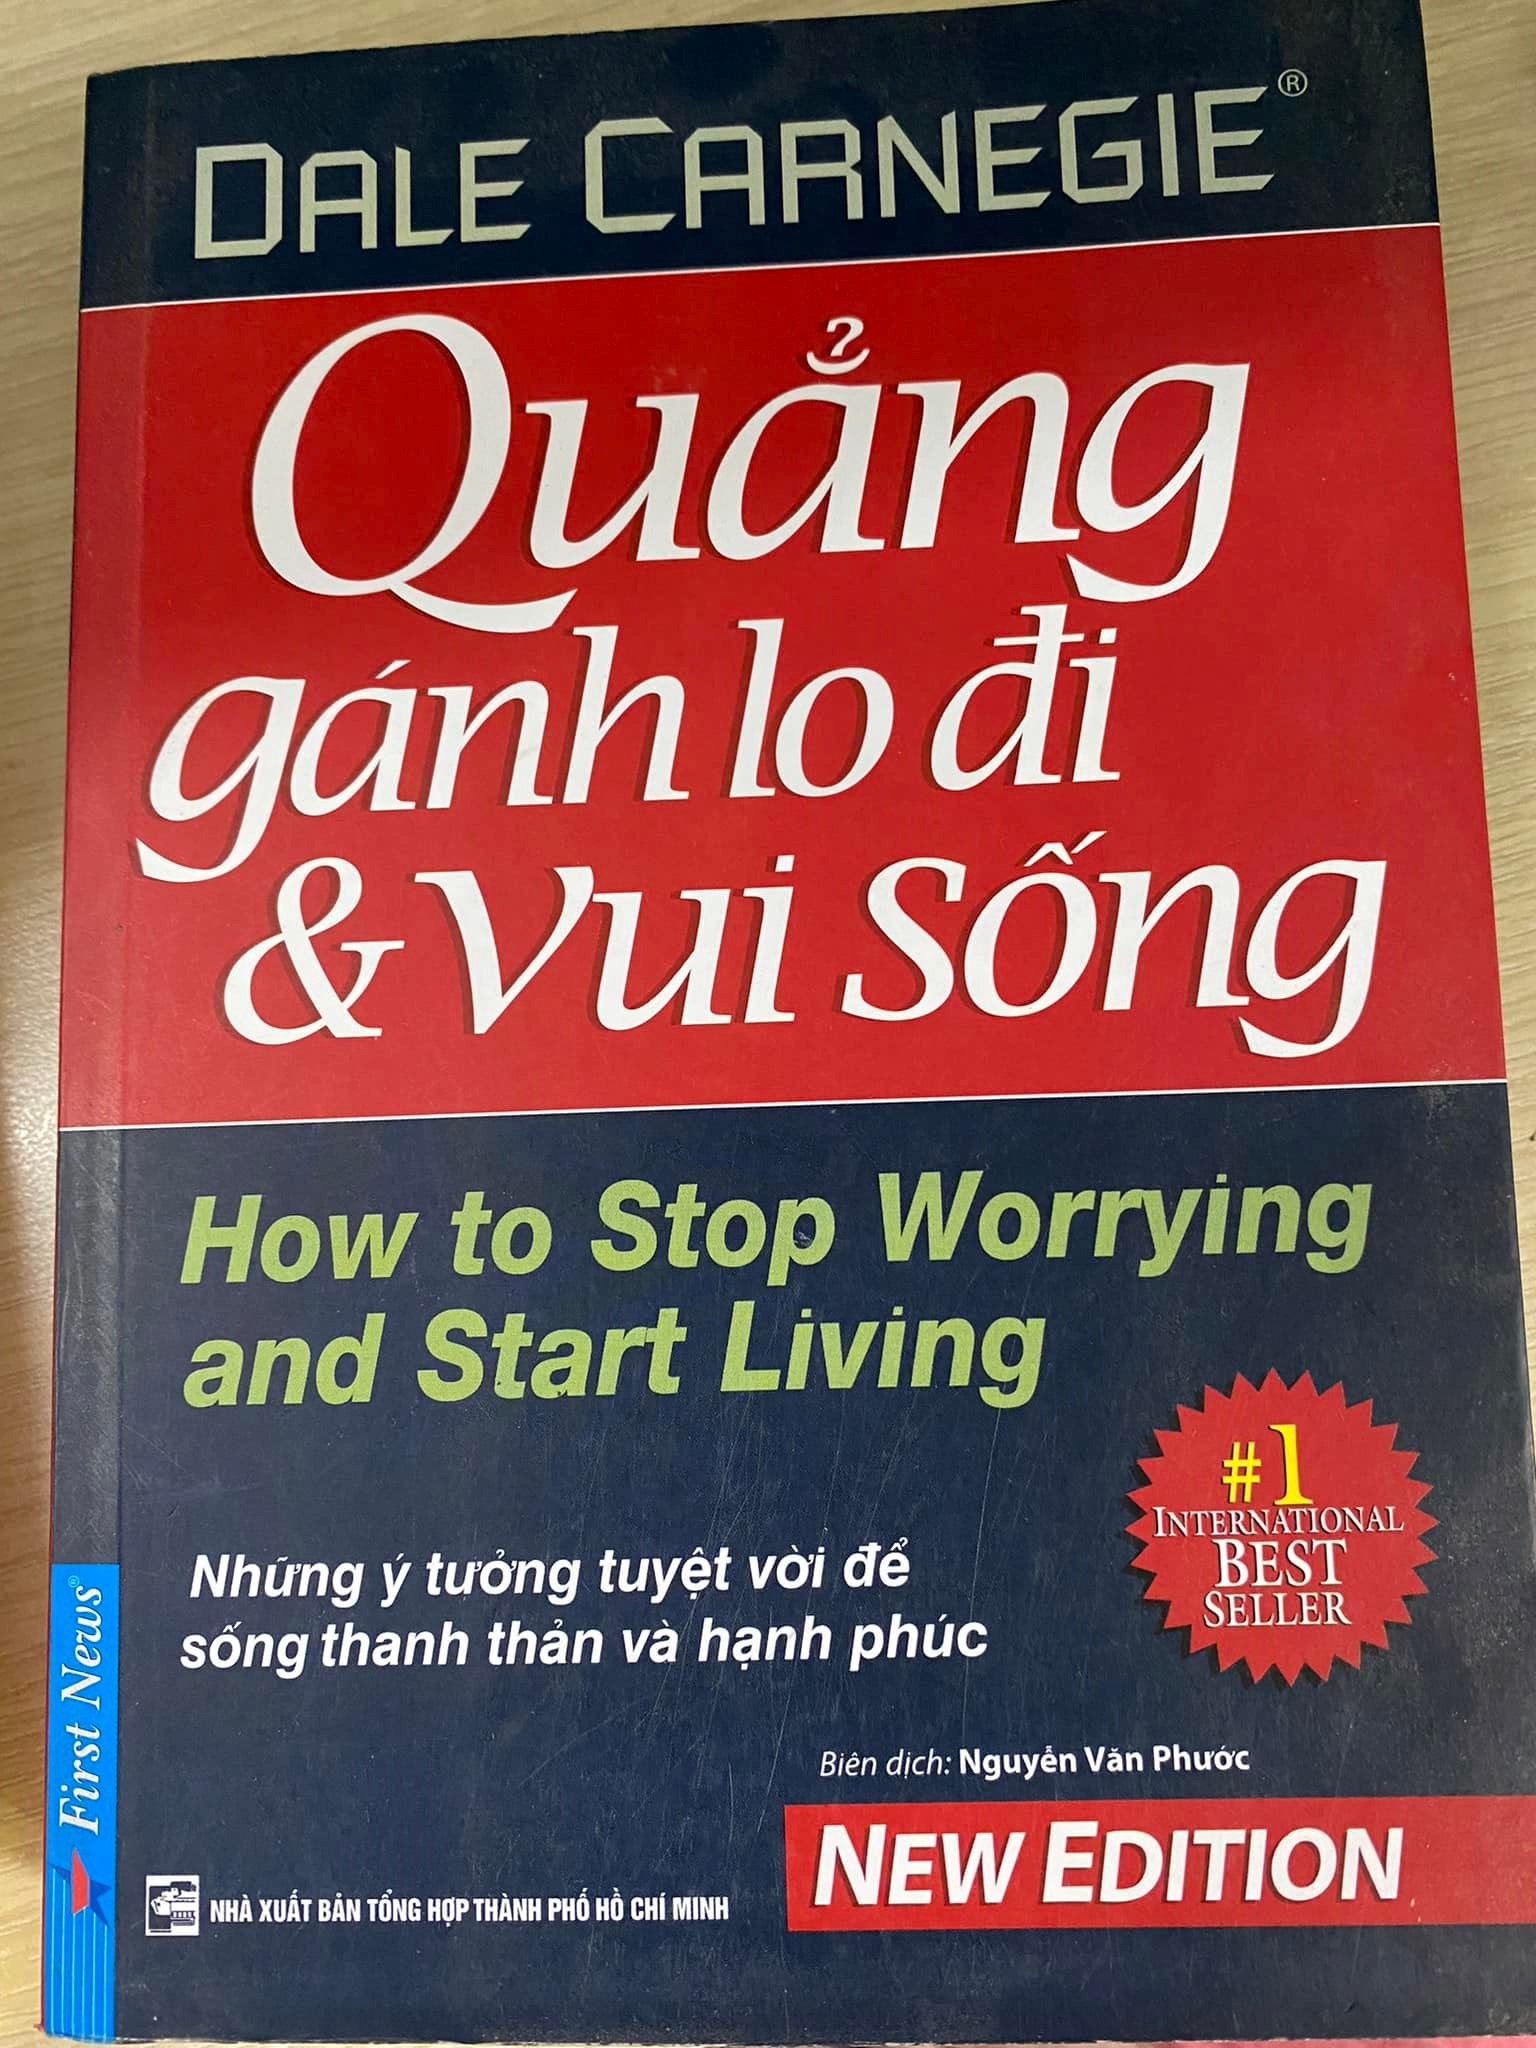 DALE CARNEGIE®
Quẳng
gánh lo đi
& vui sống
How to Stop Worrying
and Start Living
#1
INTERNATIONAL
BEST
SELLER
Những ý tưởng tuyệt vời để
sống thanh thản và hạnh phúc
Biên dịch: Nguyễn Văn Phước
NEW EDITION
First News®
NHÀ XUẤT BẢN TỔNG HỢP THÀNH PHỐ HỒ CHÍ MINH